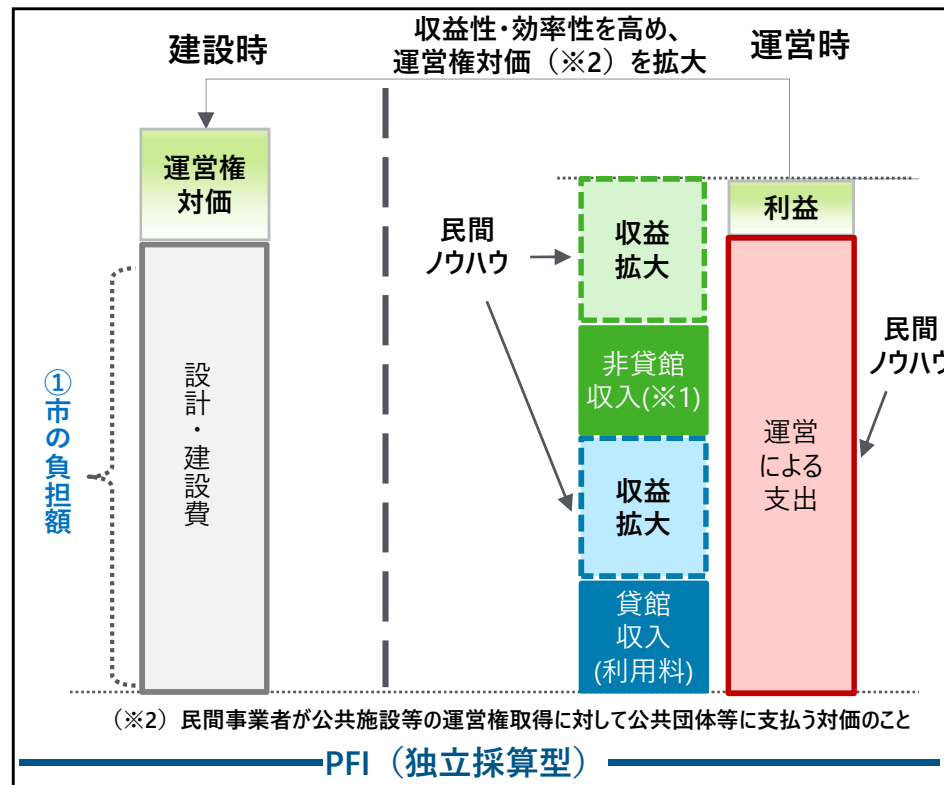 建設時
収益性・効率性を高め、
運営権対価（※2）を拡大
運営時
運営権
対価
利益
民間
ノウハウ
収益
拡大
民間
ノウハウ
非貸館
収入(※1)
①市の負担額
設計・建設費
運営
による
支出
収益
拡大
貸館
収入
(利用料)
（※2）民間事業者が公共施設等の運営権取得に対して公共団体等に支払う対価のこと
PFI（独立採算型）